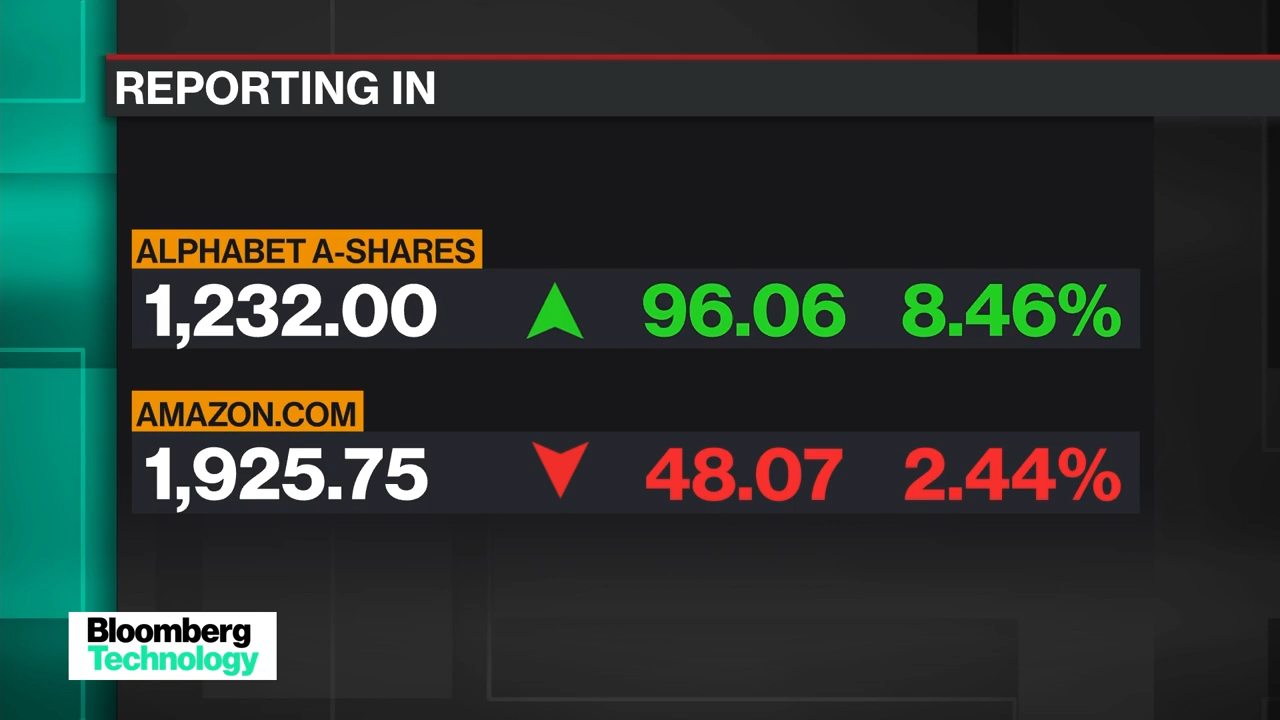 REPORTING IN
ALPHABET A-SHARES
1,232.00 96.06 8.46%
AMAZON.COM
1,925.75 48.07 2.44%
Bloomberg
Technology